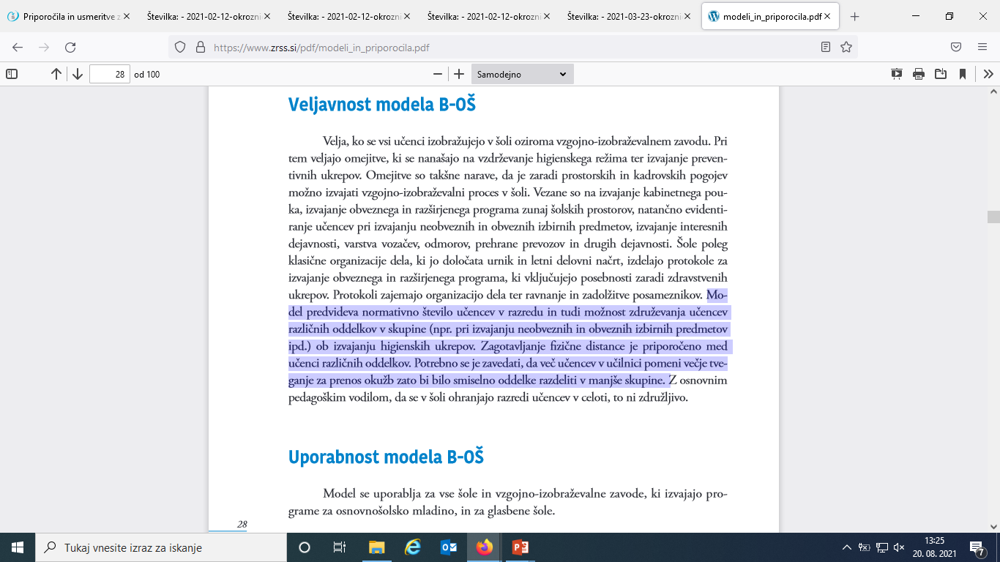 Priporočila in usmeritve z
Številka: - 2021-02-12-okrozni
Številka: - 2021-02-12-okrozni
Številka: - 2021-02-12-okrozni
Številka: - 2021-03-23-okrozni
modeli_in_priporocila.pdf
https://www.zrss.si/pdf/modeli_in_priporocila.pdf
28 od 100
Samodejno
Veljavnost modela B-OŠ
Velja, ko se vsi učenci izobražujejo v šoli oziroma vzgojno-izobraževalnem zavodu. Pri
tem veljajo omejitve, ki se nanašajo na vzdrževanje higienskega režima ter izvajanje preven-
tivnih ukrepov. Omejitve so takšne narave, da je zaradi prostorskih in kadrovskih pogojev
možno izvajati vzgojno-izobraževalni proces v šoli. Vezane so na izvajanje kabinetnega pou-
ka, izvajanje obveznega in razširjenega programa zunaj šolskih prostorov, natančno evidenti-
ranje učencev pri izvajanju neobveznih in obveznih izbirnih predmetov, izvajanje interesnih
dejavnosti, varstva vozačev, odmorov, prehrane prevozov in drugih dejavnosti. Šole poleg
klasične organizacije dela, ki jo določata urnik in letni delovni načrt, izdelajo protokole za
izvajanje obveznega in razširjenega programa, ki vključujejo posebnosti zaradi zdravstvenih
ukrepov. Protokoli zajemajo organizacijo dela ter ravnanje in zadolžitve posameznikov. Mo-
del predvideva normativno število učencev v razredu in tudi možnost združevanja učencev
različnih oddelkov v skupine (npr. pri izvajanju neobveznih in obveznih izbirnih predmetov
ipd.) ob izvajanju higienskih ukrepov. Zagotavljanje fizične distance je priporočeno med
učenci različnih oddelkov. Potrebno se je zavedati, da več učencev v učilnici pomeni večje tve-
ganje za prenos okužb zato bi bilo smiselno oddelke razdeliti v manjše skupine. Z osnovnim
pedagoškim vodilom, da se v šoli ohranjajo razredi učencev v celoti, to ni združljivo.
Uporabnost modela B-OŠ
Model se uporablja za vse šole in vzgojno-izobraževalne zavode, ki izvajajo pro-
grame za osnovnošolsko mladino, in za glasbene šole.
28
Tukaj vnesite izraz za iskanje
13:25
20. 08. 2021
7